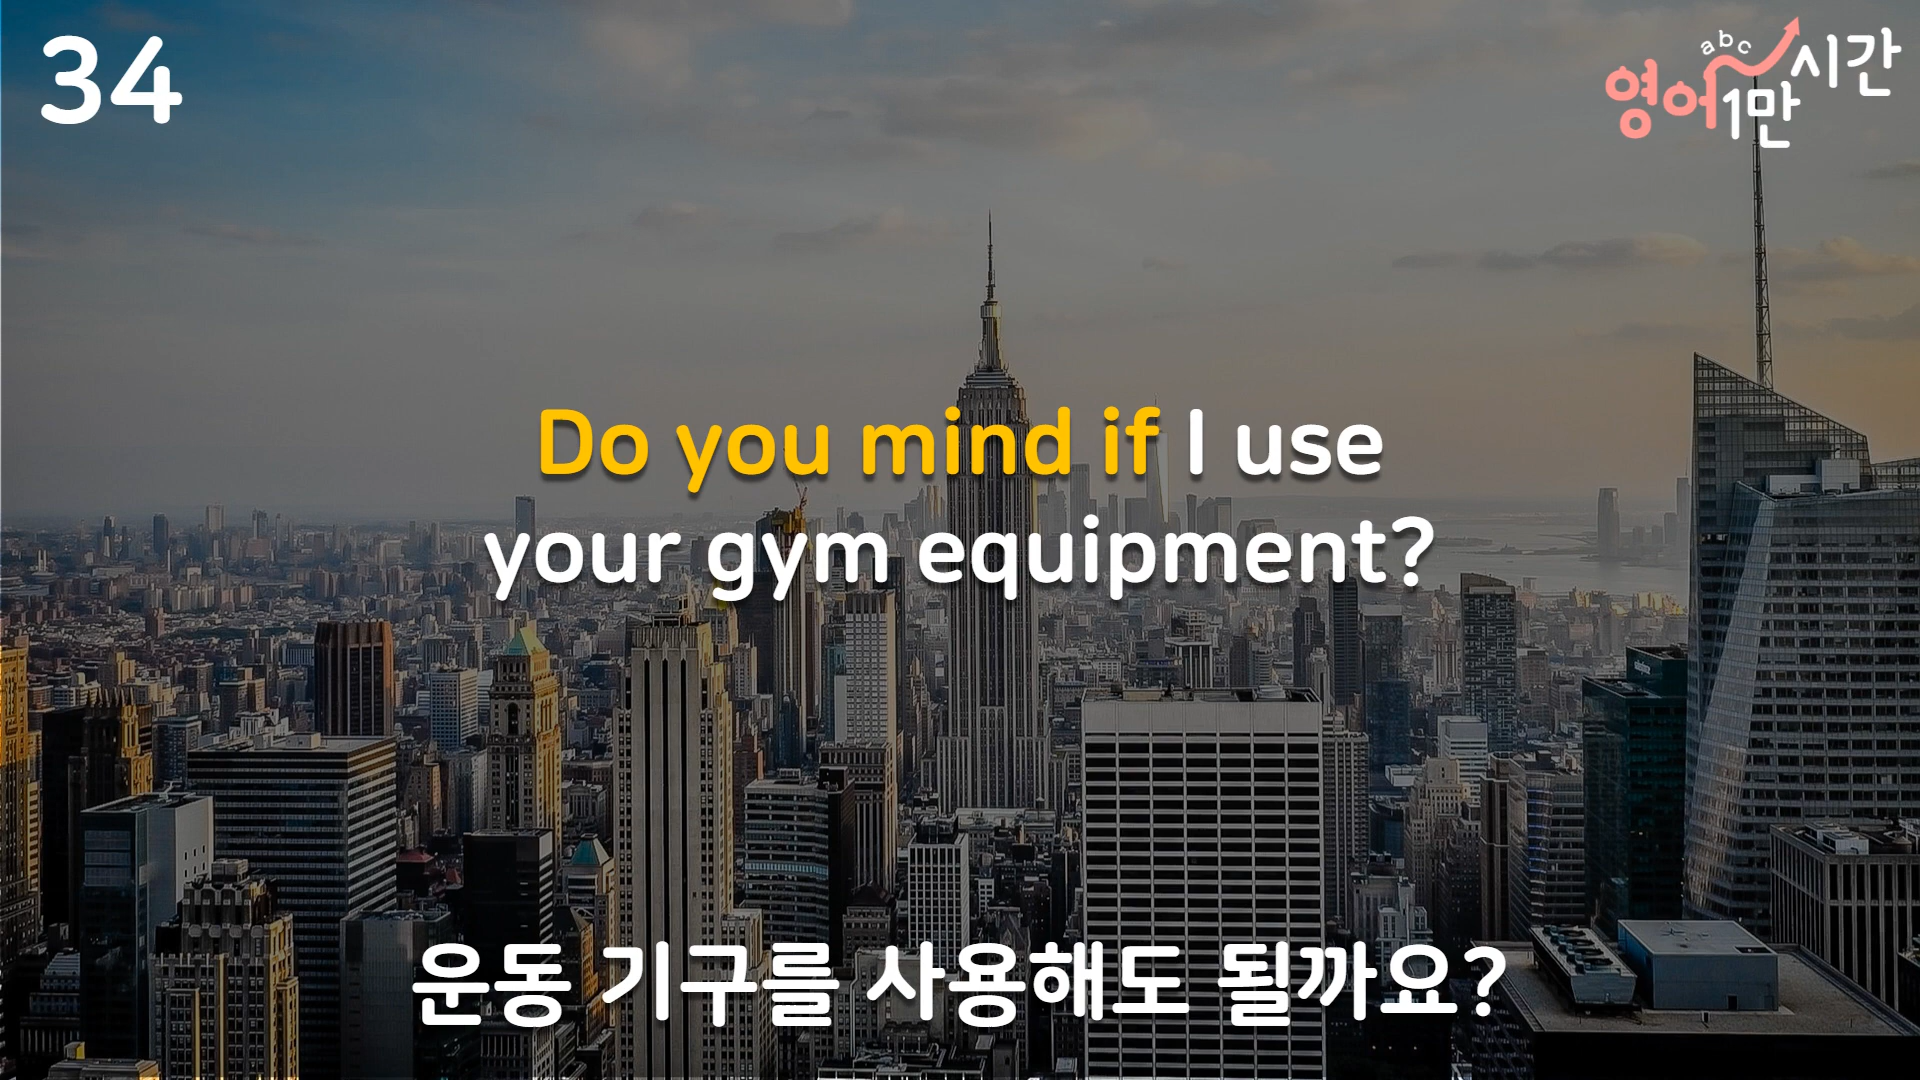 34
abc
영어1만시간
Do you mind if I use
your gym equipment?
운동 기구를 사용해도 될까요?